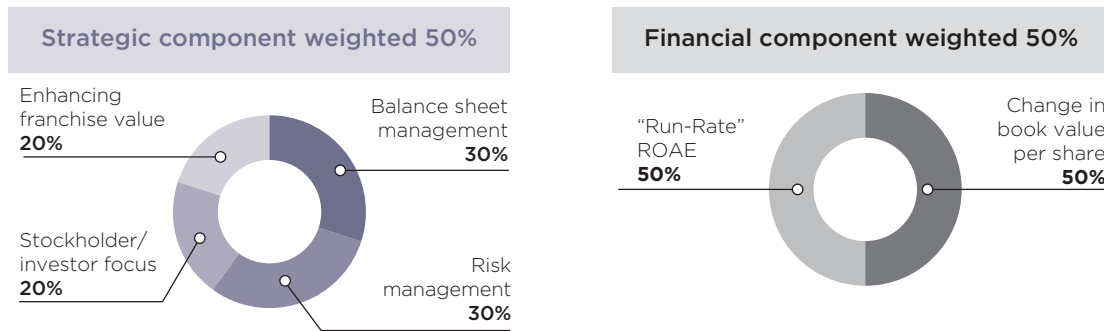 Strategic component weighted 50%
Enhancing
franchise value
20%
Balance sheet
management
30%
Stockholder/
investor focus
20%
Risk
management
30%
Financial component weighted 50%
“Run-Rate”
ROAE
50%
Change in
book value
per share
50%